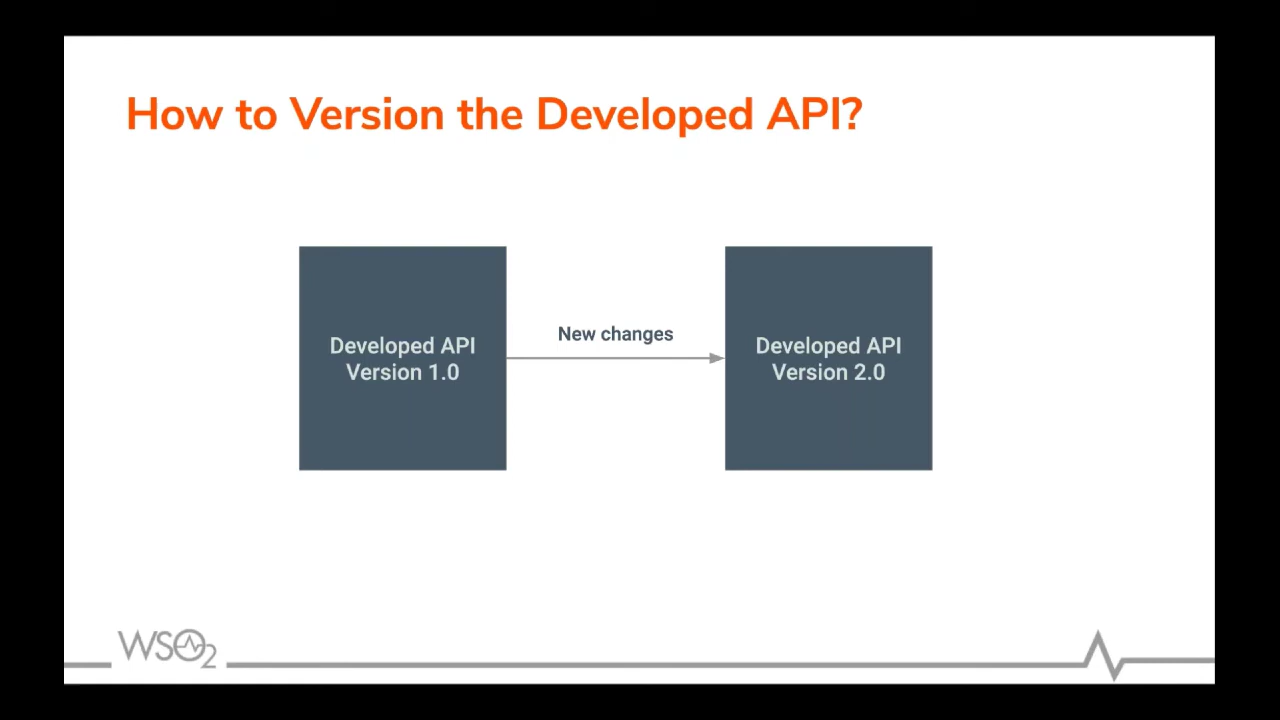 How to Version the Developed API?
Developed API
Version 1.0
New changes
Developed API
Version 2.0
WSO2